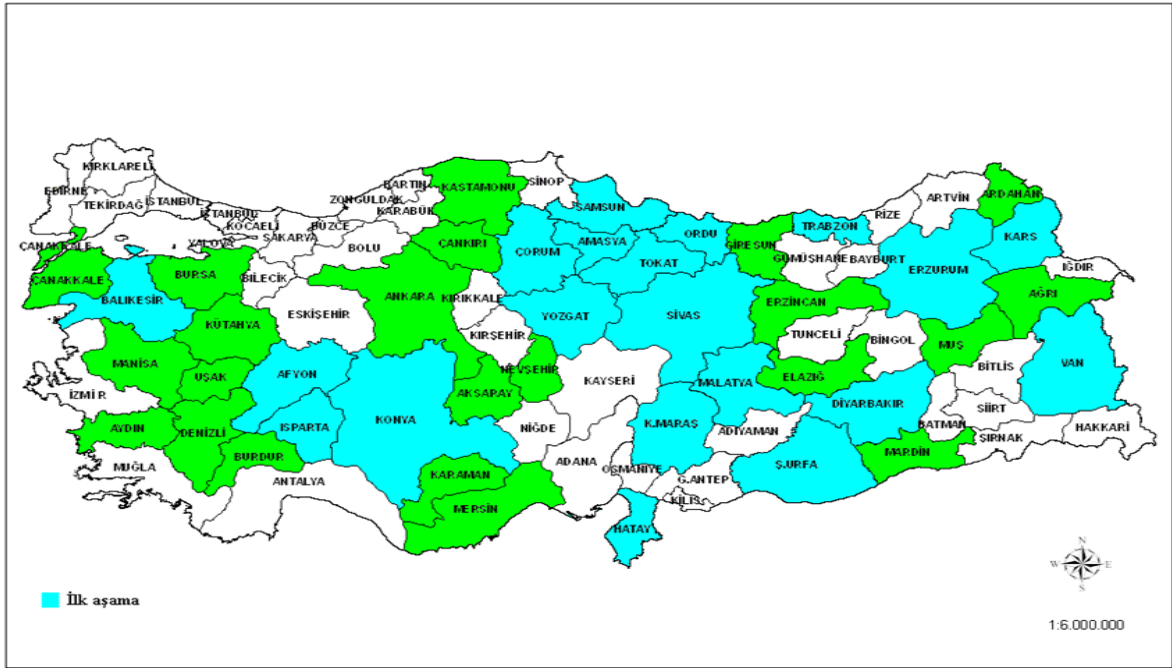 KIRKLARELİ
EDİRNE
TEKİRDAĞ
İSTANBUL
İSTANBUL
KOCAELİ
YALOVA
SAKARYA
DÜZCE
BOLU
ZONGULDAK
BARTIN
KARABÜK
KASTAMONU
SİNOP
SAMSUN
ORDU
GİRESUN
TRABZON
RİZE
ARTVİN
ARDAHAN
KARS
IĞDIR
ÇANAKKALE
ÇANAKKALE
BALIKESİR
BURSA
BİLECİK
ESKİŞEHİR
ANKARA
ÇANKIRI
KIRIKKALE
ÇORUM
AMASYA
TOKAT
GÜMÜŞHANE
BAYBURT
ERZURUM
AĞRI
KÜTAHYA
KIRŞEHİR
YOZGAT
SİVAS
ERZİNCAN
TUNCELİ
BİNGOL
MUŞ
BİTLİS
VAN
MANİSA
UŞAK
AFYON
İZMİR
NEVŞEHİR
AKSARAY
KAYSERİ
MALATYA
ELAZIĞ
DİYARBAKIR
SİİRT
BATMAN
ŞIRNAK
HAKKARİ
AYDIN
DENİZLİ
ISPARTA
BURDUR
KONYA
NİĞDE
K.MARAŞ
ADIYAMAN
MARDİN
MUĞLA
ANTALYA
KARAMAN
MERSİN
ADANA
OSMANİYE
G.ANTEP
KİLİS
Ş.URFA
HATAY
N
W E
S
İlk aşama
1:6.000.000